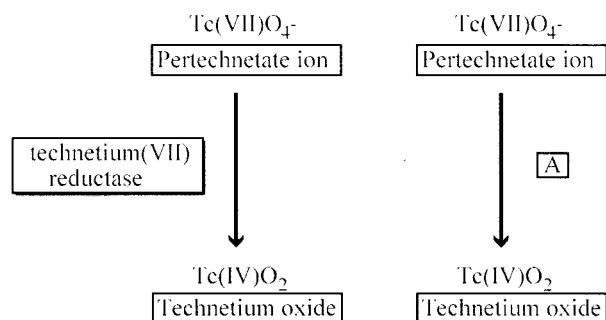 Tc(VII)O4-
Pertechnetate ion
technetium(VII)
reductase
Tc(IV)O2
Technetium oxide
Tc(VII)O4-
Pertechnetate ion
A
Tc(IV)O2
Technetium oxide